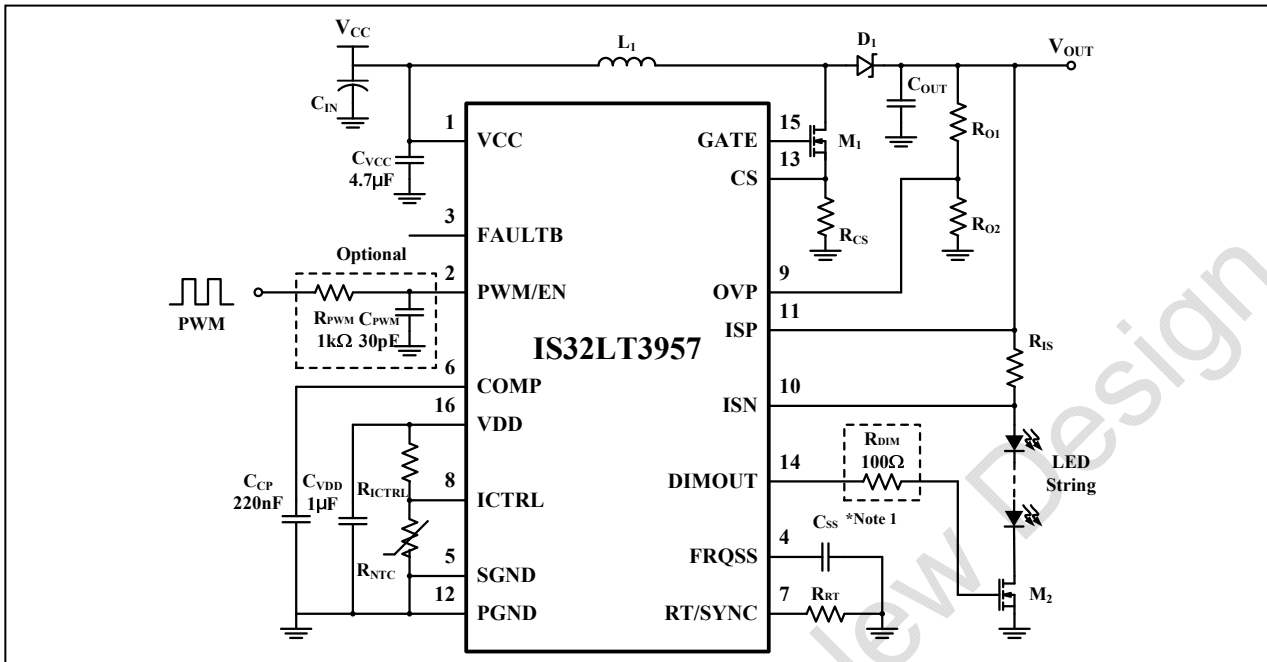 VCC
L1
D1
VOUT
CIN
COUT
RO1
1
VCC
GATE
15
M1
CVCC
4.7μF
13
CS
3
FAULTB
RCS
RO2
Optional
2
PWM/EN
9
OVP
PWM
RPWM
1kΩ
CPWM
30pF
11
ISP
IS32LT3957
RIS
6
COMP
10
ISN
16
VDD
RDIM
100Ω
14
DIMOUT
LED
String
CCP
220nF
CVDD
1μF
RICTRL
8
ICTRL
CSS
*Note 1
4
FRQSS
RNTC
5
SGND
12
PGND
7
RT/SYNC
RRT
M2
ew Design